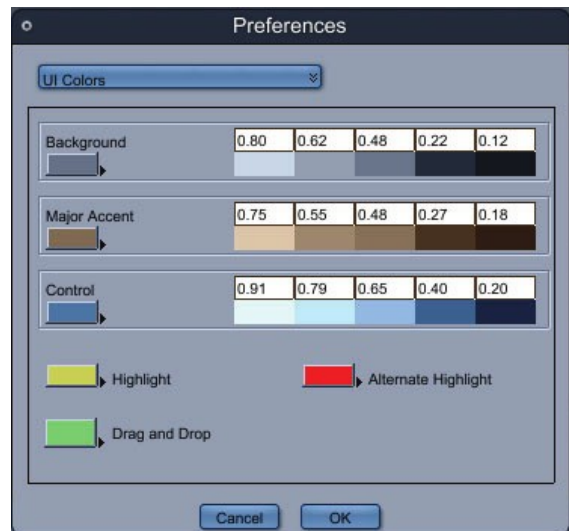 Preferences
UI Colors
Background 0.80 0.62 0.48 0.22 0.12
Major Accent 0.75 0.55 0.48 0.27 0.18
Control 0.91 0.79 0.65 0.40 0.20
Highlight Alternate Highlight
Drag and Drop
Cancel OK